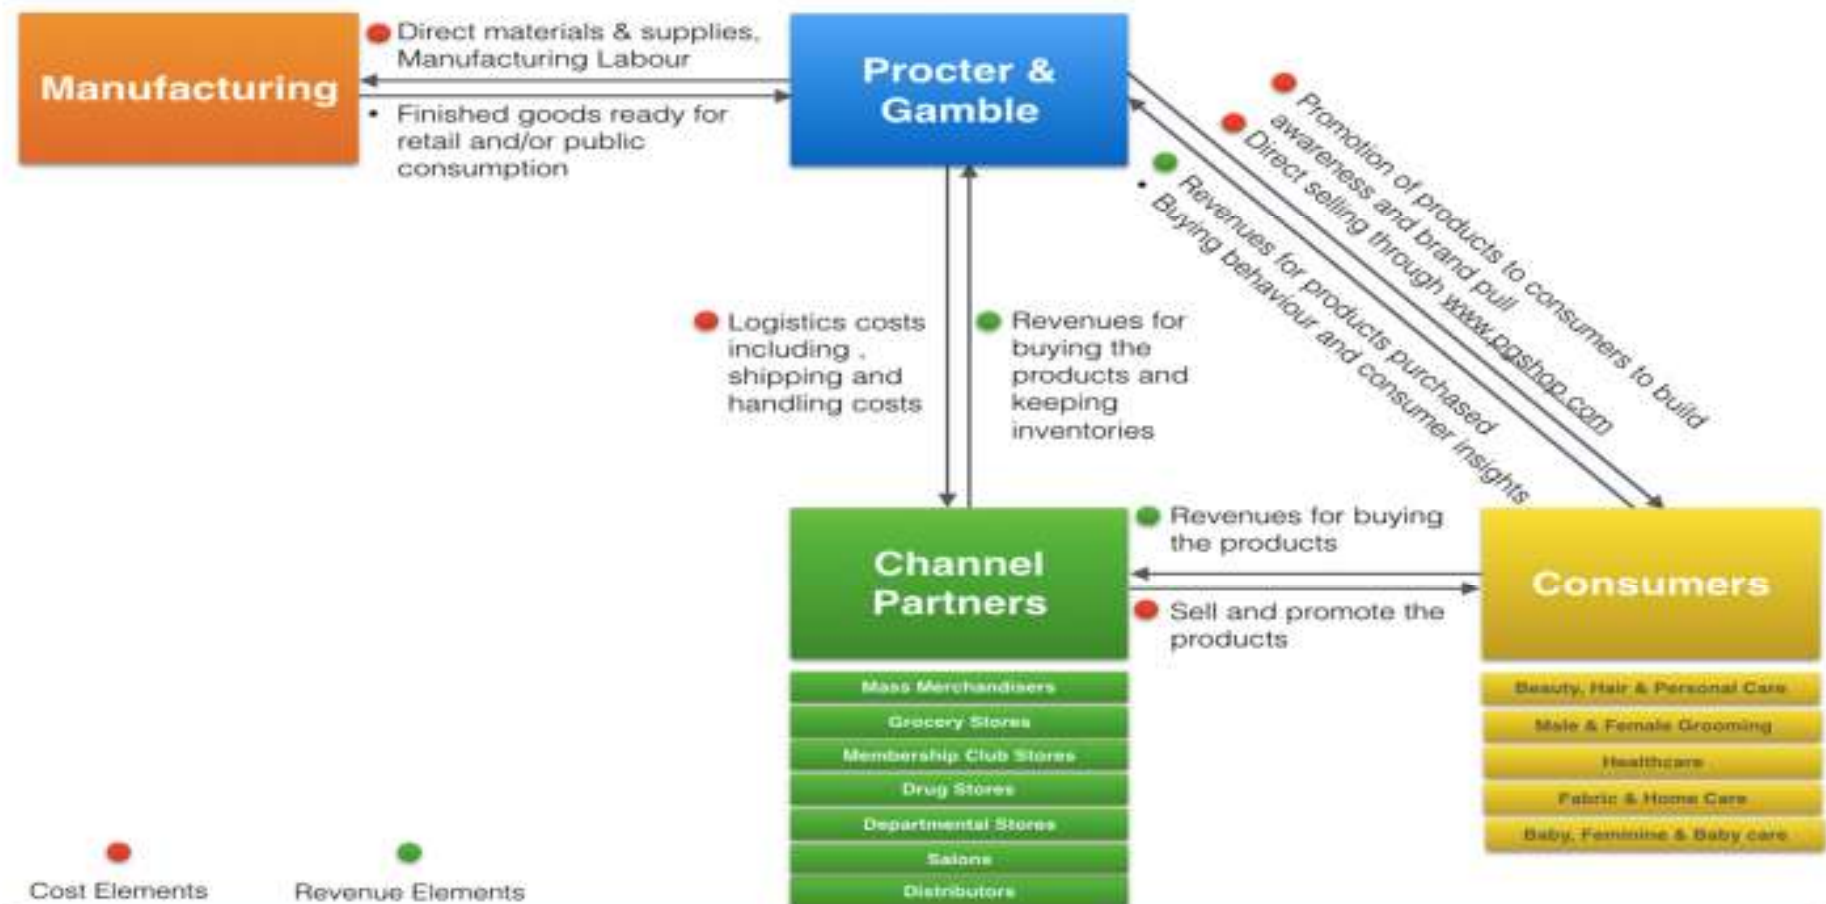 Manufacturing
Direct materials & supplies,
Manufacturing Labour
• Finished goods ready for
retail and/or public
consumption
Procter &
Gamble
Promotion of products to consumers to build
awareness and brand pull
Direct selling through www.pgshop.com
Revenues for products purchased
• Buying behaviour and consumer insights
Logistics costs
including ,
shipping and
handling costs
Revenues for
buying the
products and
keeping
inventories
Channel
Partners
Revenues for buying
the products
Sell and promote the
products
Consumers
Mass Merchandisers
Grocery Stores
Membership Club Stores
Drug Stores
Departmental Stores
Salons
Distributors
Beauty, Hair & Personal Care
Male & Female Grooming
Healthcare
Fabric & Home Care
Baby, Feminine & Baby care
Cost Elements
Revenue Elements